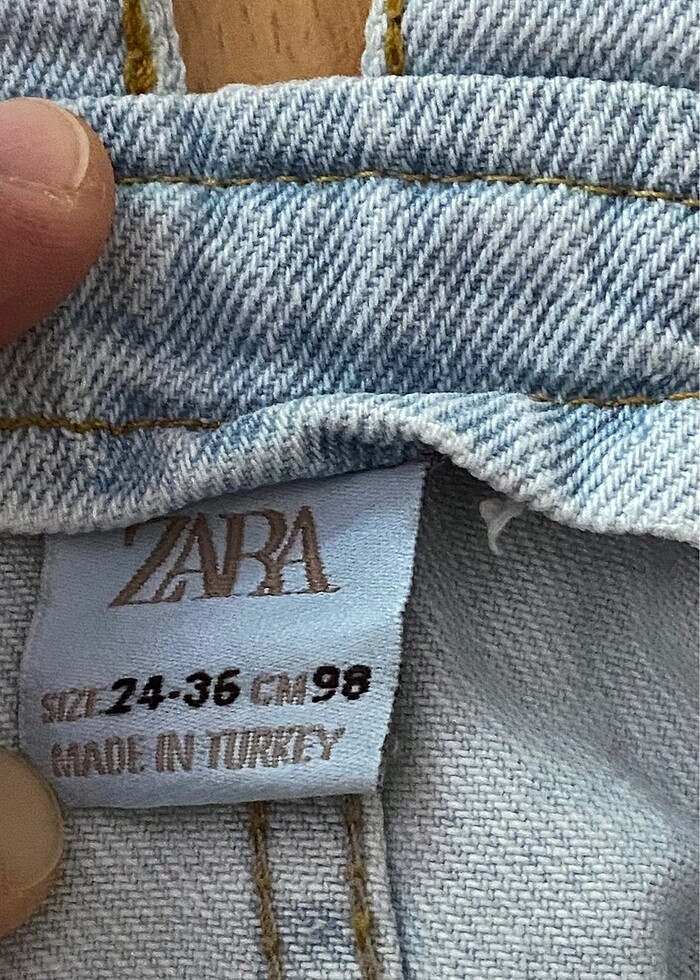 ZARA
SIZE 24-36 CM 98
MADE IN TURKEY